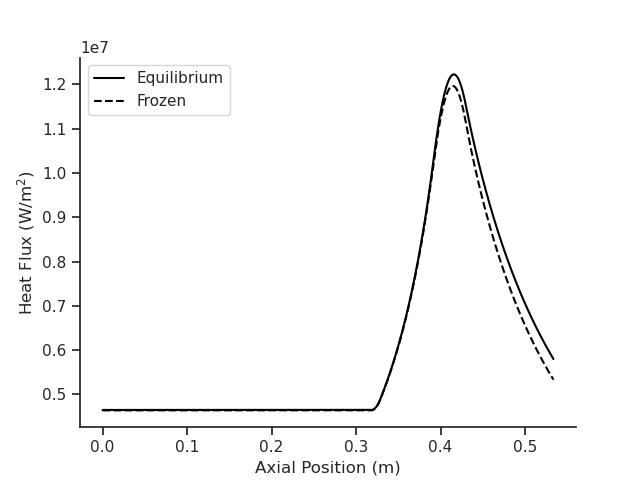 1e7
Equilibrium
Frozen
1.2
1.1
1.0
0.9
0.8
0.7
0.6
0.5
Heat Flux (W/m²)
0.0 0.1 0.2 0.3 0.4 0.5
Axial Position (m)